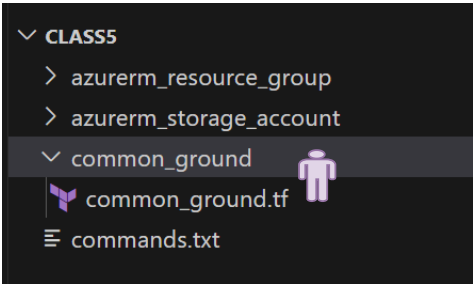 CLASS5
azurerm_resource_group
azurerm_storage_account
common_ground
common_ground.tf
commands.txt